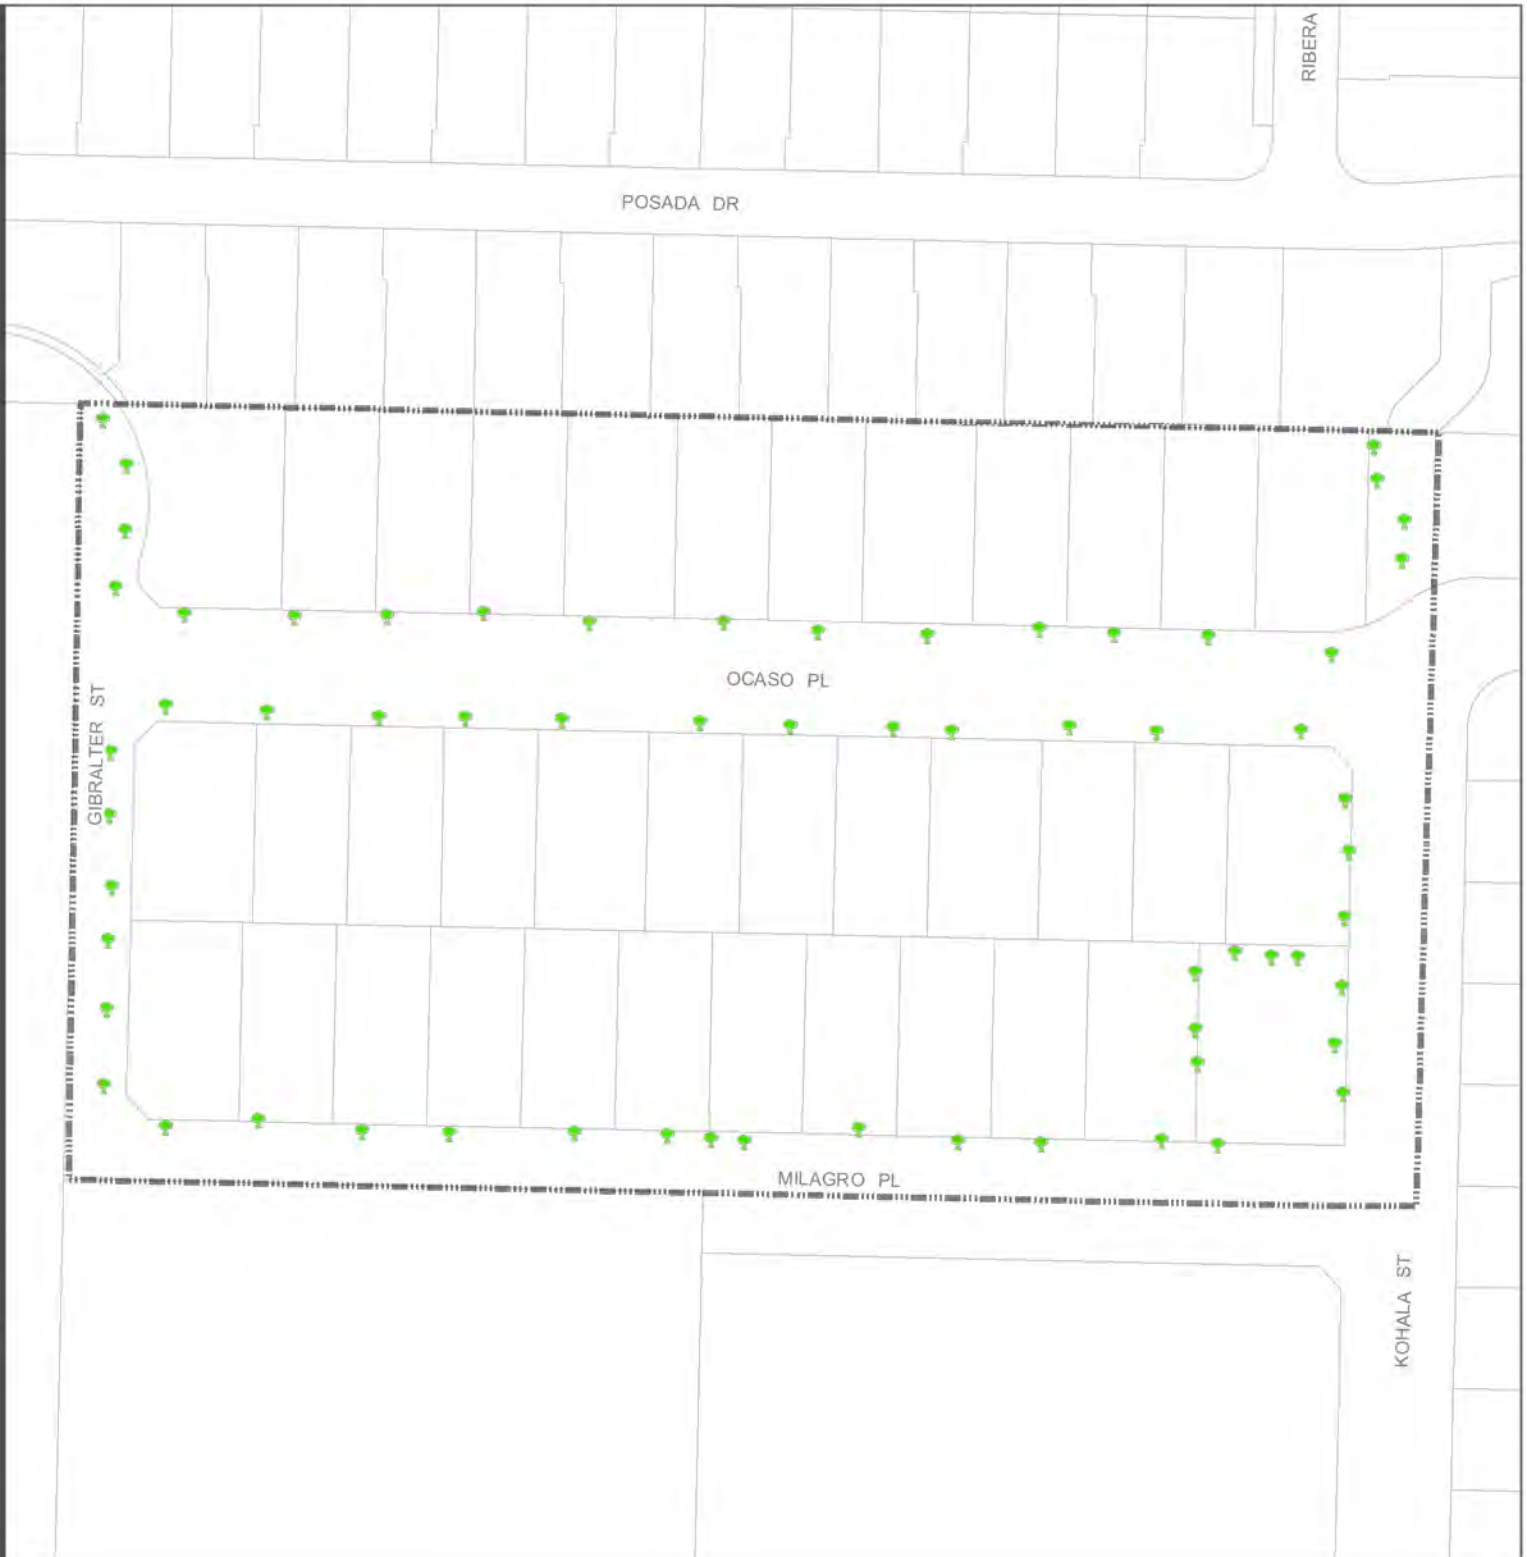 RIBERA
POSADA DR
OCASO PL
GIBRALTER ST
MILAGRO PL
KOHALA ST